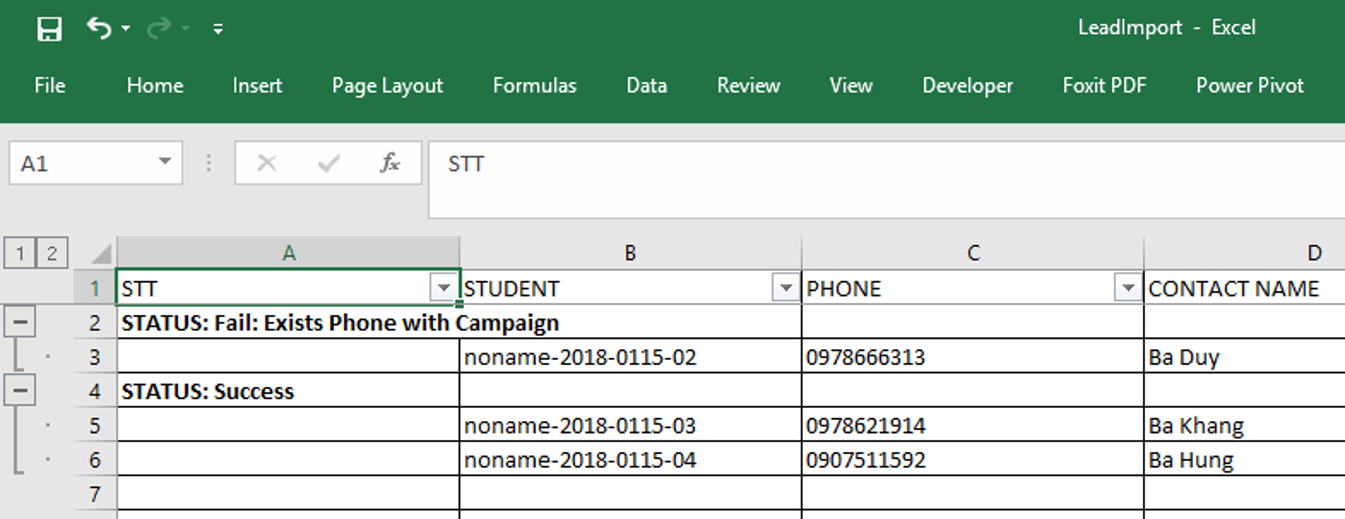 LeadImport - Excel
File Home Insert Page Layout Formulas Data Review View Developer Foxit PDF Power Pivot
A1 fx STT
1 2 A B C D
1 STT STUDENT PHONE CONTACT NAME
2 STATUS: Fail: Exists Phone with Campaign
3 noname-2018-0115-02 0978666313 Ba Duy
4 STATUS: Success
5 noname-2018-0115-03 0978621914 Ba Khang
6 noname-2018-0115-04 0907511592 Ba Hung
7